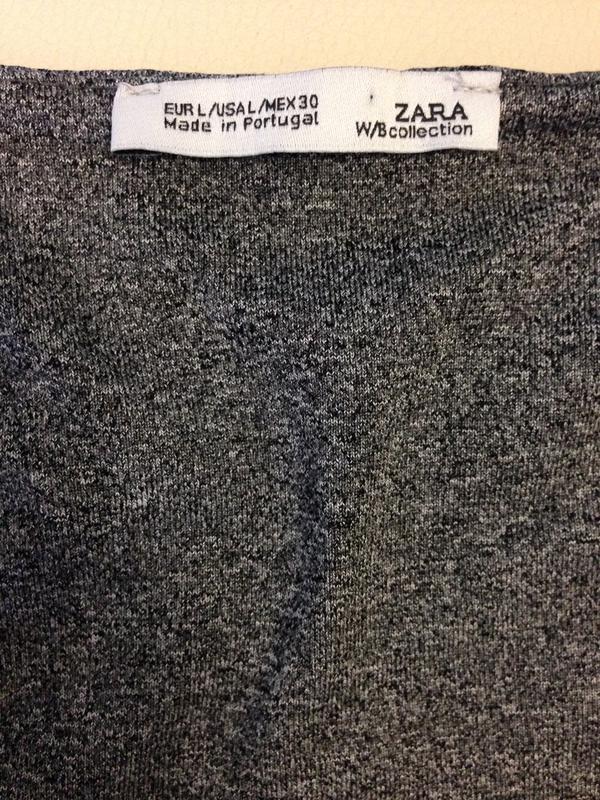 EUR L/USA L/MEX 30
Made in Portugal
ZARA
W/B collection